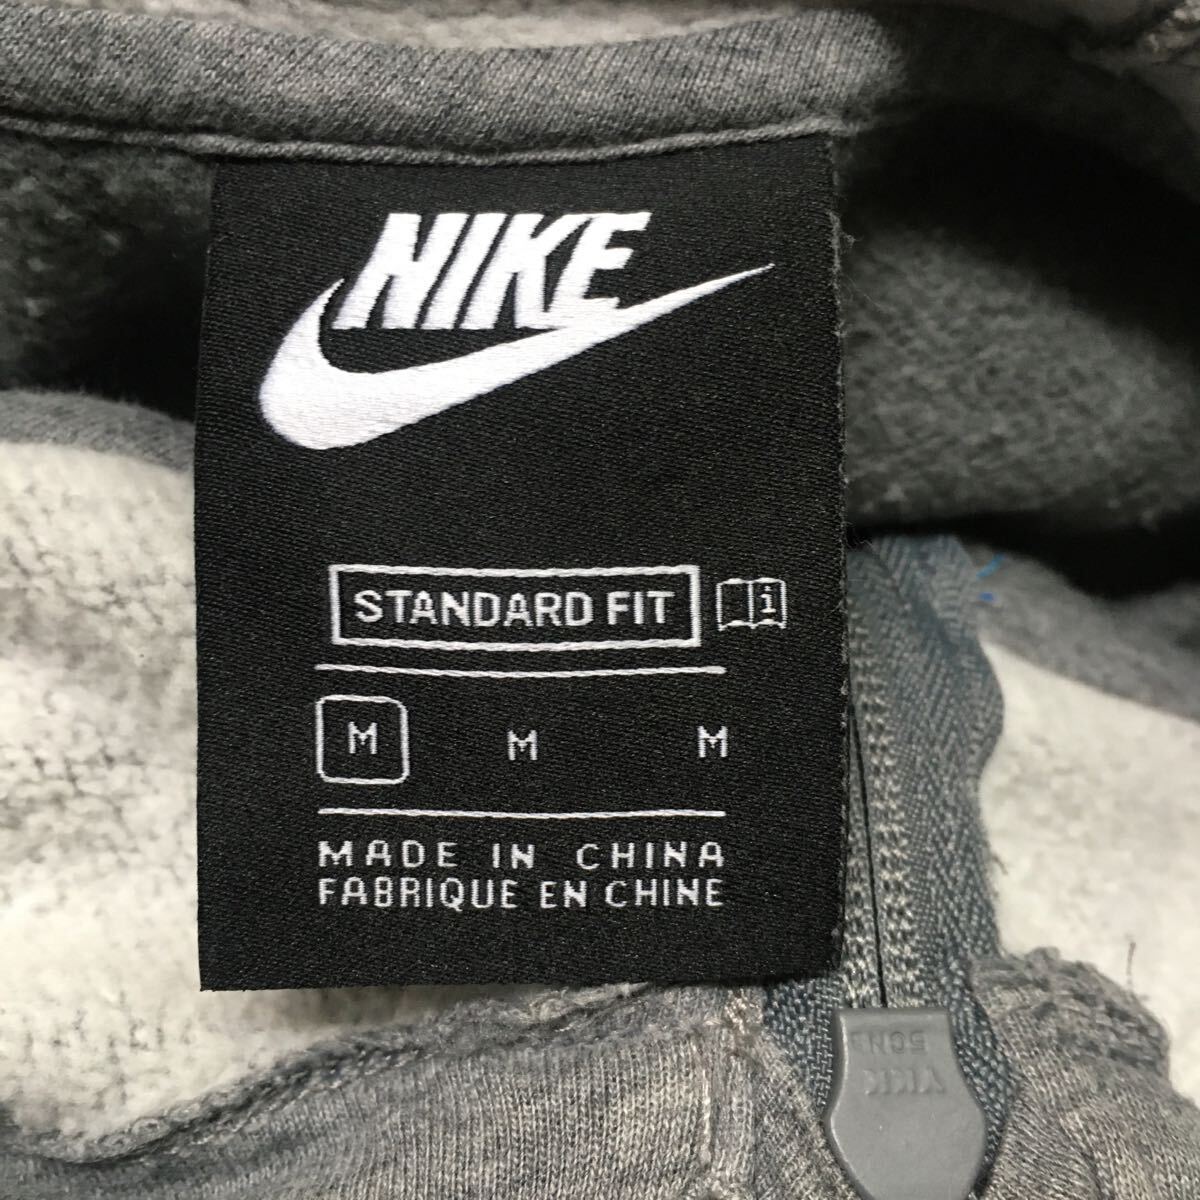 NIKE
STANDARD FIT i
M M M
MADE IN CHINA
FABRIQUE EN CHINE
YKK